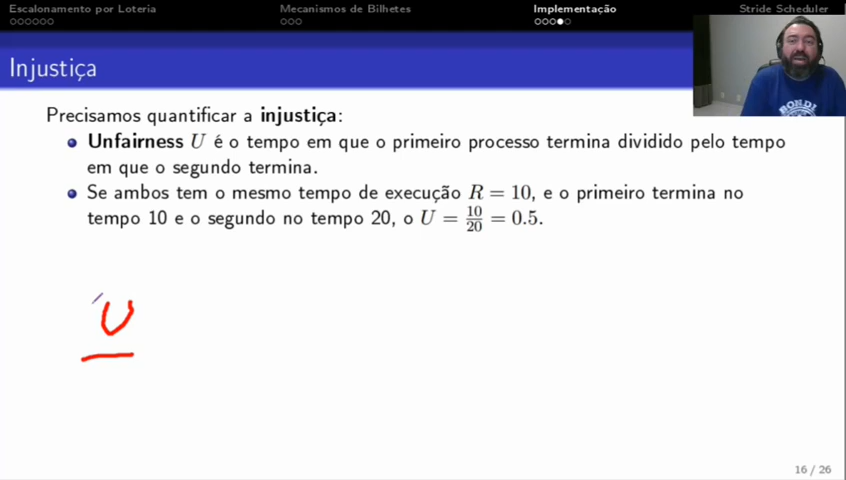 Escalonamento por Loteria Mecanismos de Bilhetes Implementação Stride Scheduler
Injustiça
BONDI
Precisamos quantificar a injustiça:
Unfairness U é o tempo em que o primeiro processo termina dividido pelo tempo
em que o segundo termina.
Se ambos tem o mesmo tempo de execução R = 10, e o primeiro termina no
tempo 10 e o segundo no tempo 20, o U = 10/20 = 0.5.
U
16 / 26